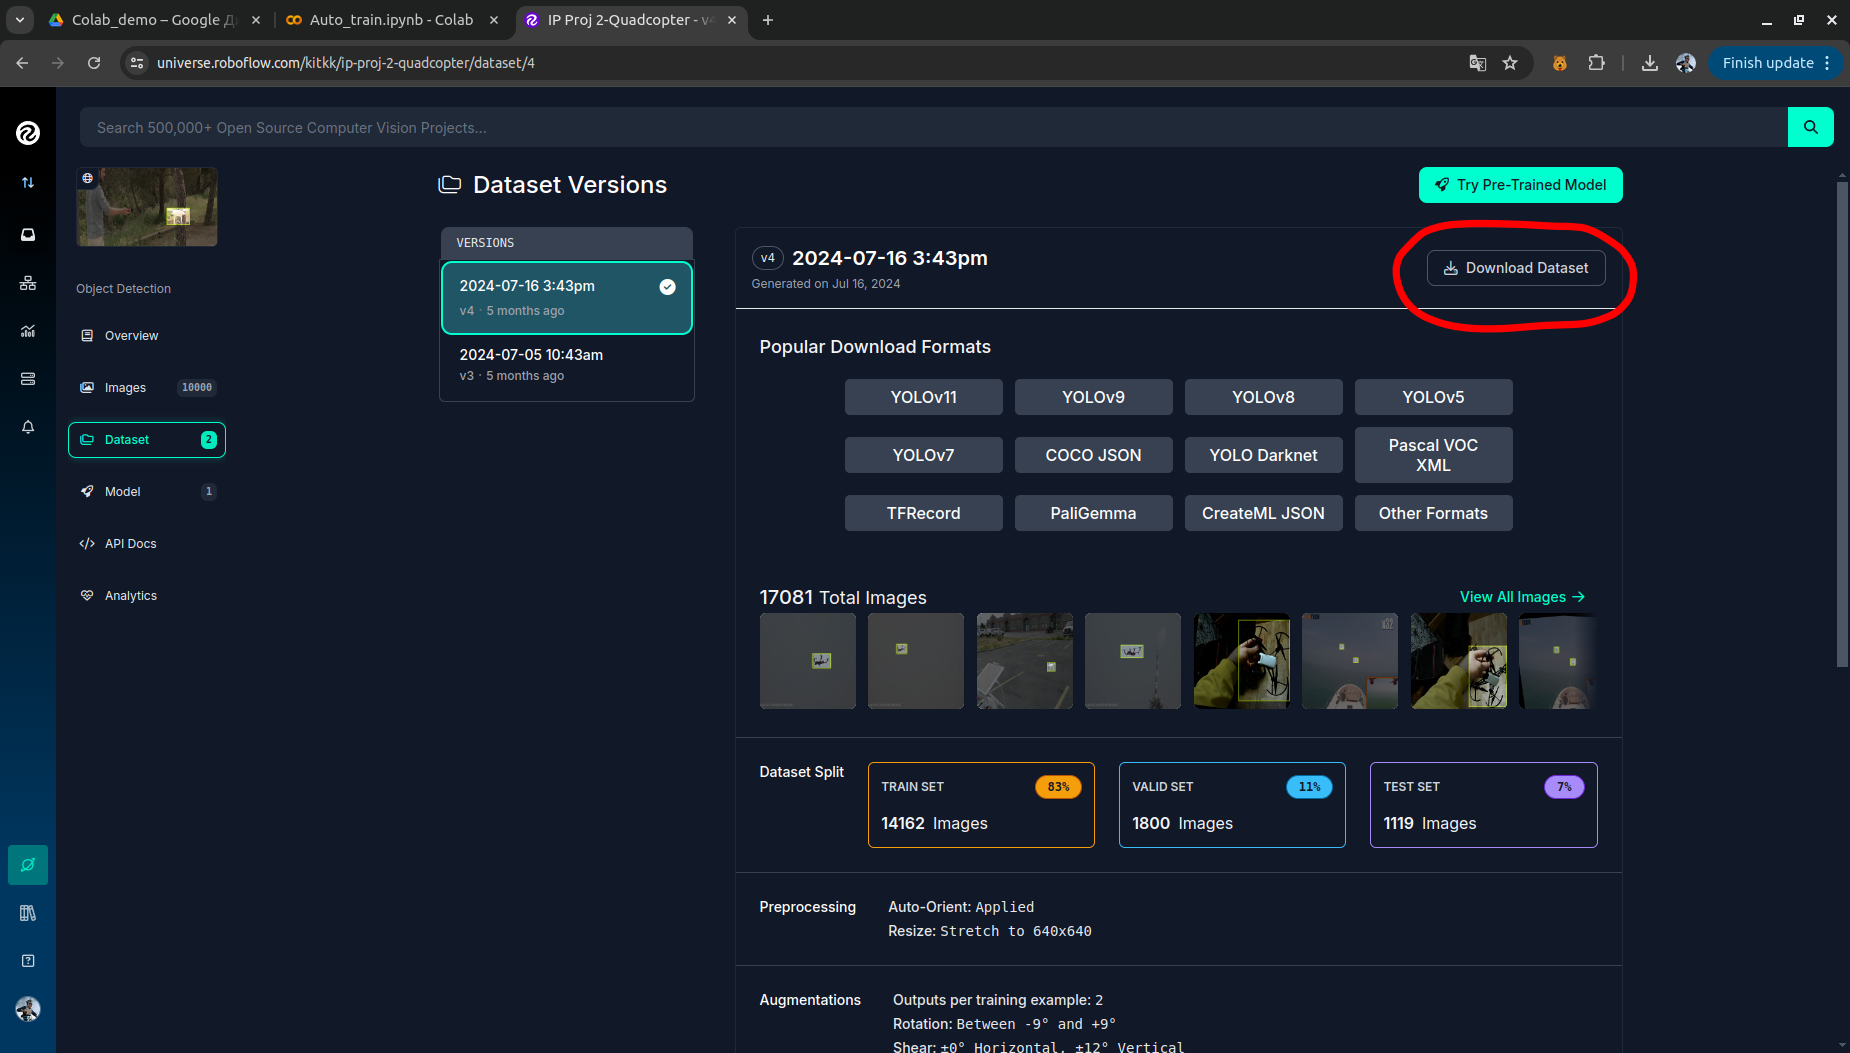 Colab_demo – Google Д
Auto_train.ipynb - Colab
IP Proj 2-Quadcopter - v4
universe.roboflow.com/kitkk/ip-proj-2-quadcopter/dataset/4
Finish update
Search 500,000+ Open Source Computer Vision Projects...
Dataset Versions
Try Pre-Trained Model
VERSIONS
2024-07-16 3:43pm
v4 · 5 months ago
2024-07-05 10:43am
v3 · 5 months ago
v4 2024-07-16 3:43pm
Generated on Jul 16, 2024
Download Dataset
Object Detection
Overview
Images 10000
Dataset 2
Model 1
</> API Docs
Analytics
Popular Download Formats
YOLOv11 YOLOv9 YOLOv8 YOLOv5
YOLOv7 COCO JSON YOLO Darknet Pascal VOC
XML
TFRecord PaliGemma CreateML JSON Other Formats
17081 Total Images
View All Images →
Dataset Split
TRAIN SET 83%
14162 Images
VALID SET 11%
1800 Images
TEST SET 7%
1119 Images
Preprocessing
Auto-Orient: Applied
Resize: Stretch to 640x640
Augmentations
Outputs per training example: 2
Rotation: Between -9° and +9°
Shear: ±0° Horizontal, ±12° Vertical